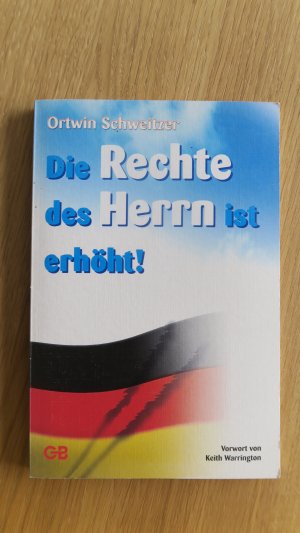 Ortwin Schweitzer
Die Rechte
des Herrn ist
erhöht!
GB
Vorwort von
Keith Warrington